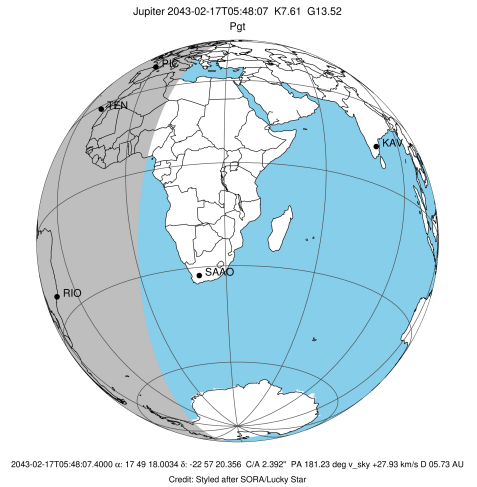 Jupiter 2043-02-17T05:48:07 K7.61 G13.52
Pgt
PIC
TEN
KAV
SAAO
RIO
2043-02-17T05:48:07.4000 α: 17 49 18.0034 δ: -22 57 20.356 C/A 2.392" PA 181.23 deg v_sky +27.93 km/s D 05.73 AU
Credit: Styled after SORA/Lucky Star